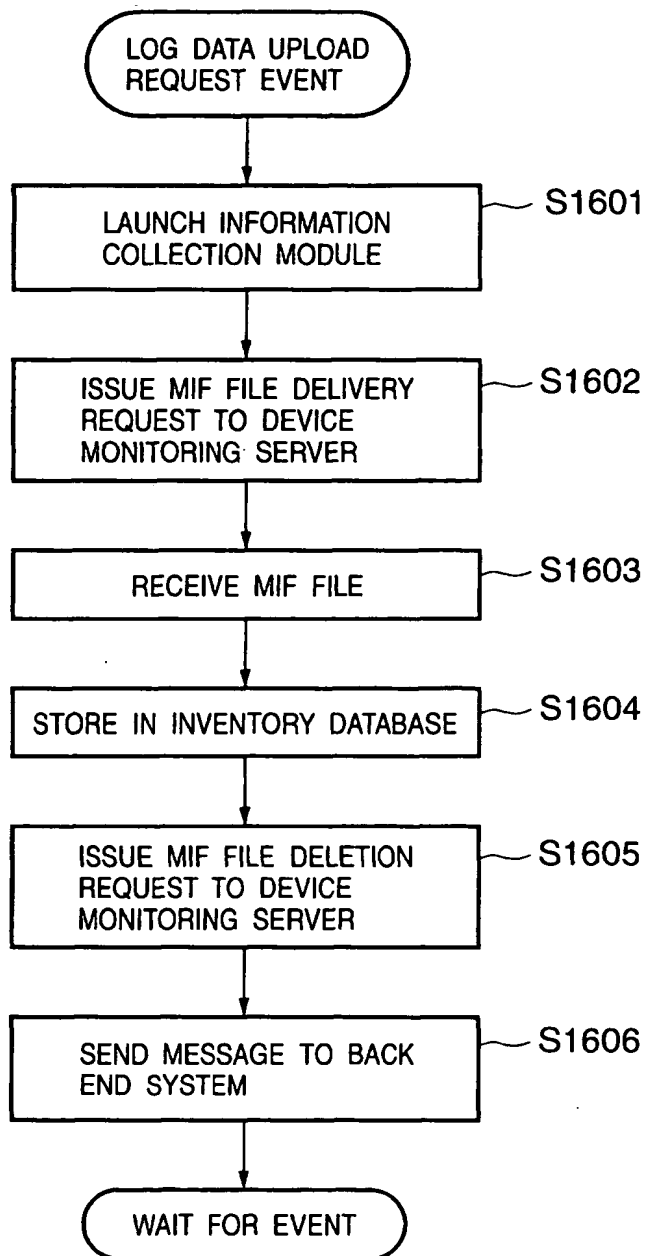 LOG DATA UPLOAD
REQUEST EVENT
S1601
LAUNCH INFORMATION
COLLECTION MODULE
S1602
ISSUE MIF FILE DELIVERY
REQUEST TO DEVICE
MONITORING SERVER
S1603
RECEIVE MIF FILE
S1604
STORE IN INVENTORY DATABASE
S1605
ISSUE MIF FILE DELETION
REQUEST TO DEVICE
MONITORING SERVER
S1606
SEND MESSAGE TO BACK
END SYSTEM
WAIT FOR EVENT